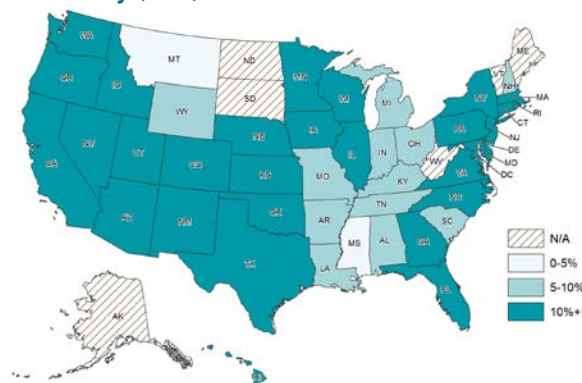 WA
MT
ND
MN
ME
VT
NH
OR
ID
SD
WI
NY
MA
WY
MI
RI
CT
IA
PA
NJ
NE
NV
OH
DE
IN
IL
MD
CA
UT
CO
WV
VA
DC
KS
MO
KY
NC
TN
OK
AR
SC
AZ
NM
MS
AL
GA
TX
LA
FL
AK
N/A
0-5%
5-10%
10%+